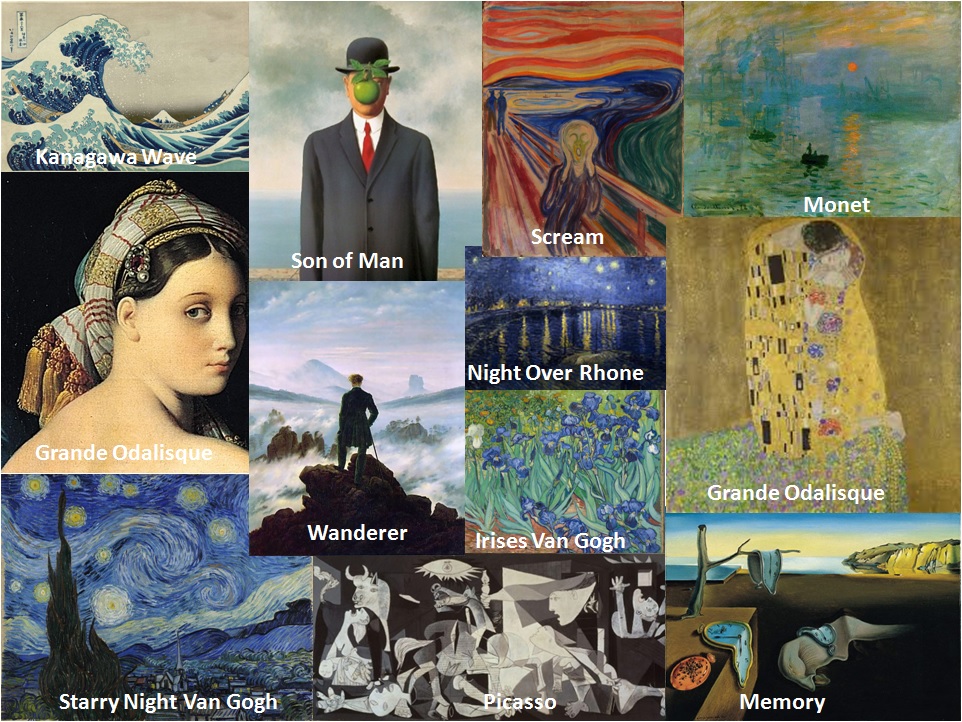 Kanagawa Wave
Son of Man
Scream
Monet
Night Over Rhone
Grande Odalisque
Wanderer
Irises Van Gogh
Grande Odalisque
Starry Night Van Gogh
Picasso
Memory